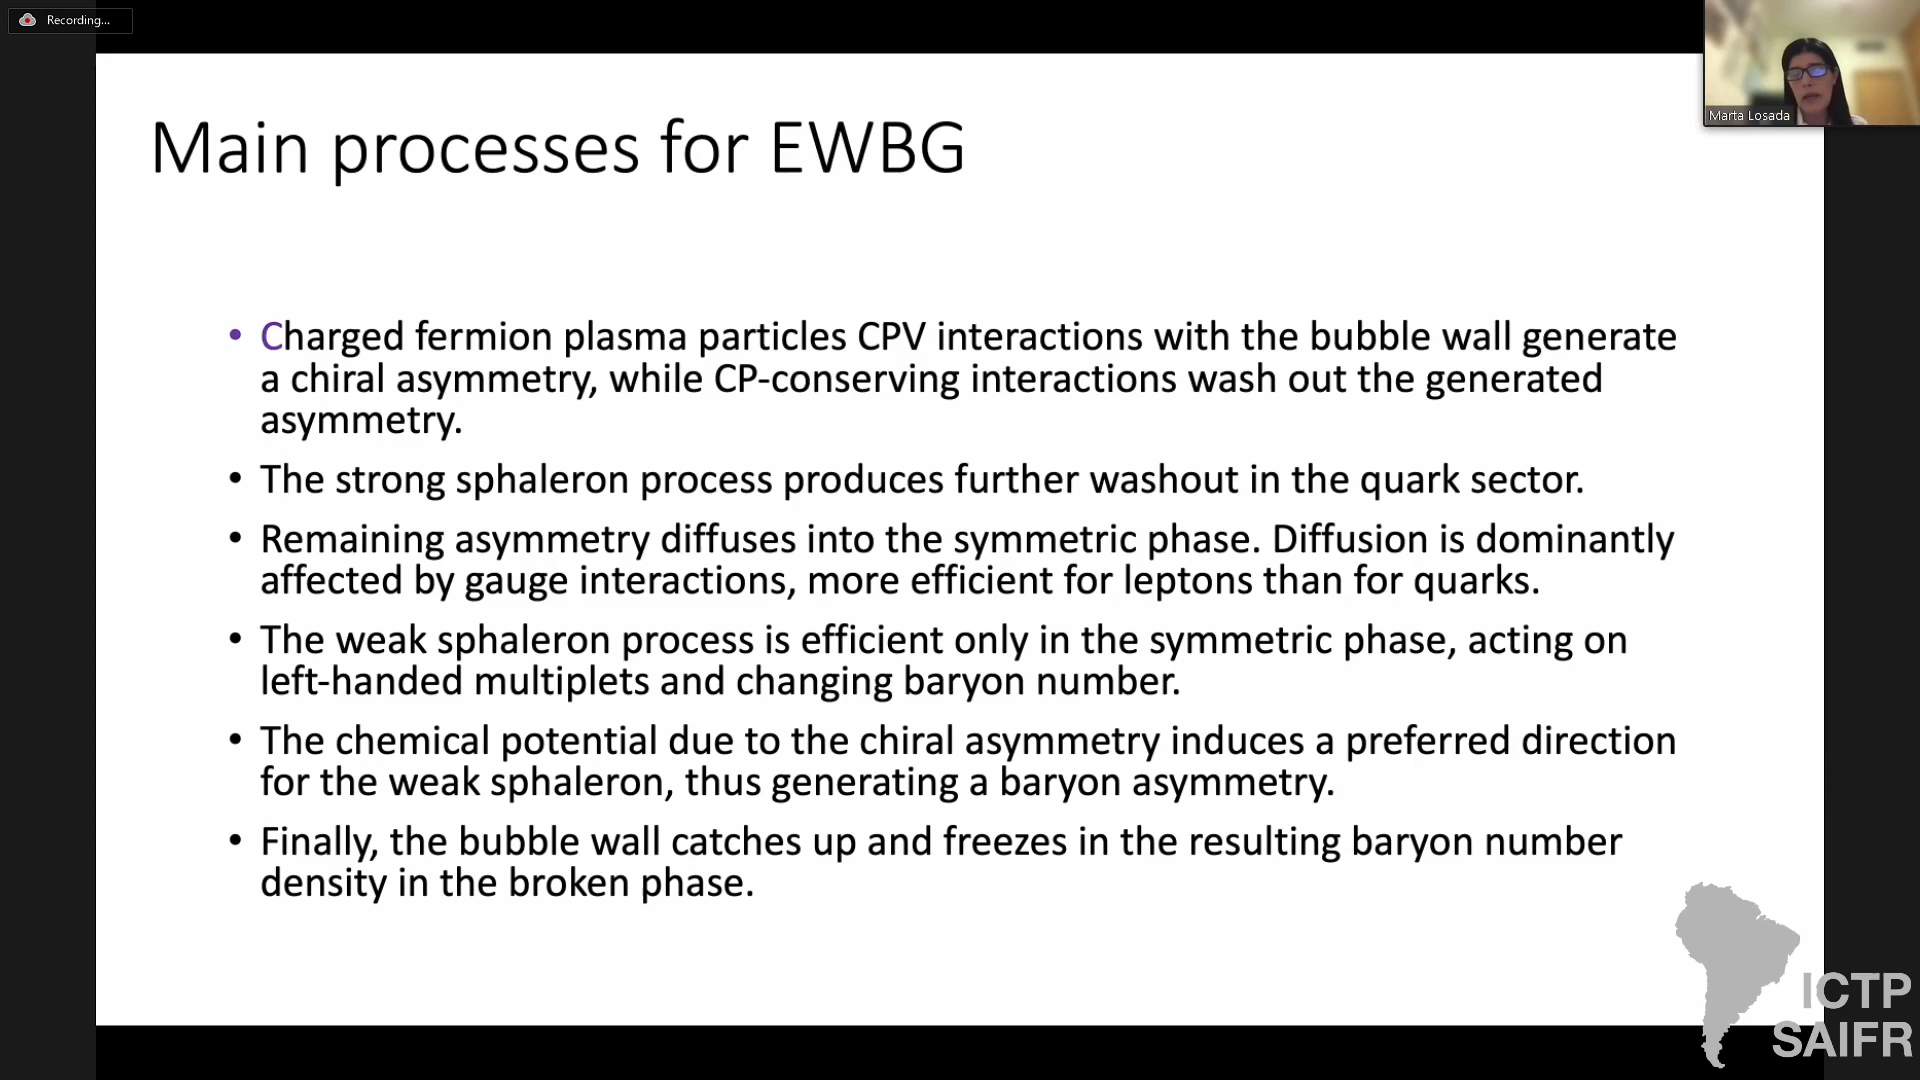 Recording...
Marta Losada
Main processes for EWBG
• Charged fermion plasma particles CPV interactions with the bubble wall generate
a chiral asymmetry, while CP-conserving interactions wash out the generated
asymmetry.
• The strong sphaleron process produces further washout in the quark sector.
• Remaining asymmetry diffuses into the symmetric phase. Diffusion is dominantly
affected by gauge interactions, more efficient for leptons than for quarks.
• The weak sphaleron process is efficient only in the symmetric phase, acting on
left-handed multiplets and changing baryon number.
• The chemical potential due to the chiral asymmetry induces a preferred direction
for the weak sphaleron, thus generating a baryon asymmetry.
• Finally, the bubble wall catches up and freezes in the resulting baryon number
density in the broken phase.
ICTP
SAIFR